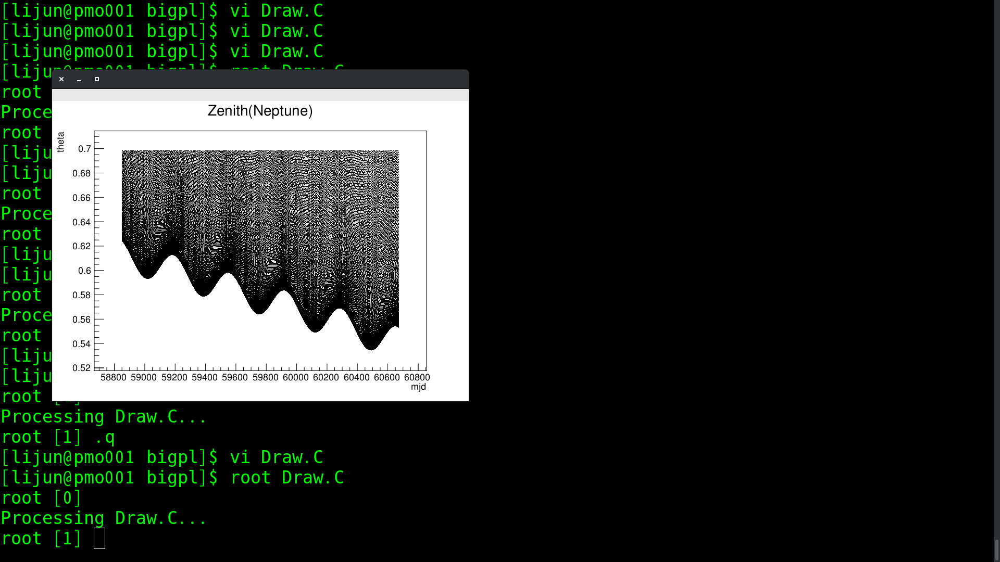 [lijun@pmo001 bigpl]$ vi Draw.C
[lijun@pmo001 bigpl]$ vi Draw.C
[lijun@pmo001 bigpl]$ vi Draw.C
[liju
root
Proce
root
[liju
[liju
root
Proce
root
[liju
[liju
root
Proce
root
[liju
[liju
root
Zenith(Neptune)
theta
0.7
0.68
0.66
0.64
0.62
0.6
0.58
0.56
0.54
0.52
58800 59000 59200 59400 59600 59800 60000 60200 60400 60600 60800
mjd
Processing Draw.C...
root [1] .q
[lijun@pmo001 bigpl]$ vi Draw.C
[lijun@pmo001 bigpl]$ root Draw.C
root [0]
Processing Draw.C...
root [1]